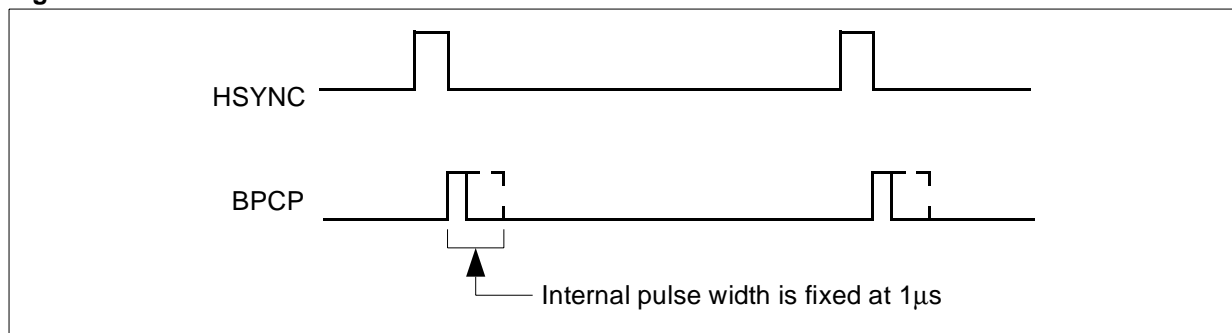 HSYNC
BPCP
Internal pulse width is fixed at 1μs